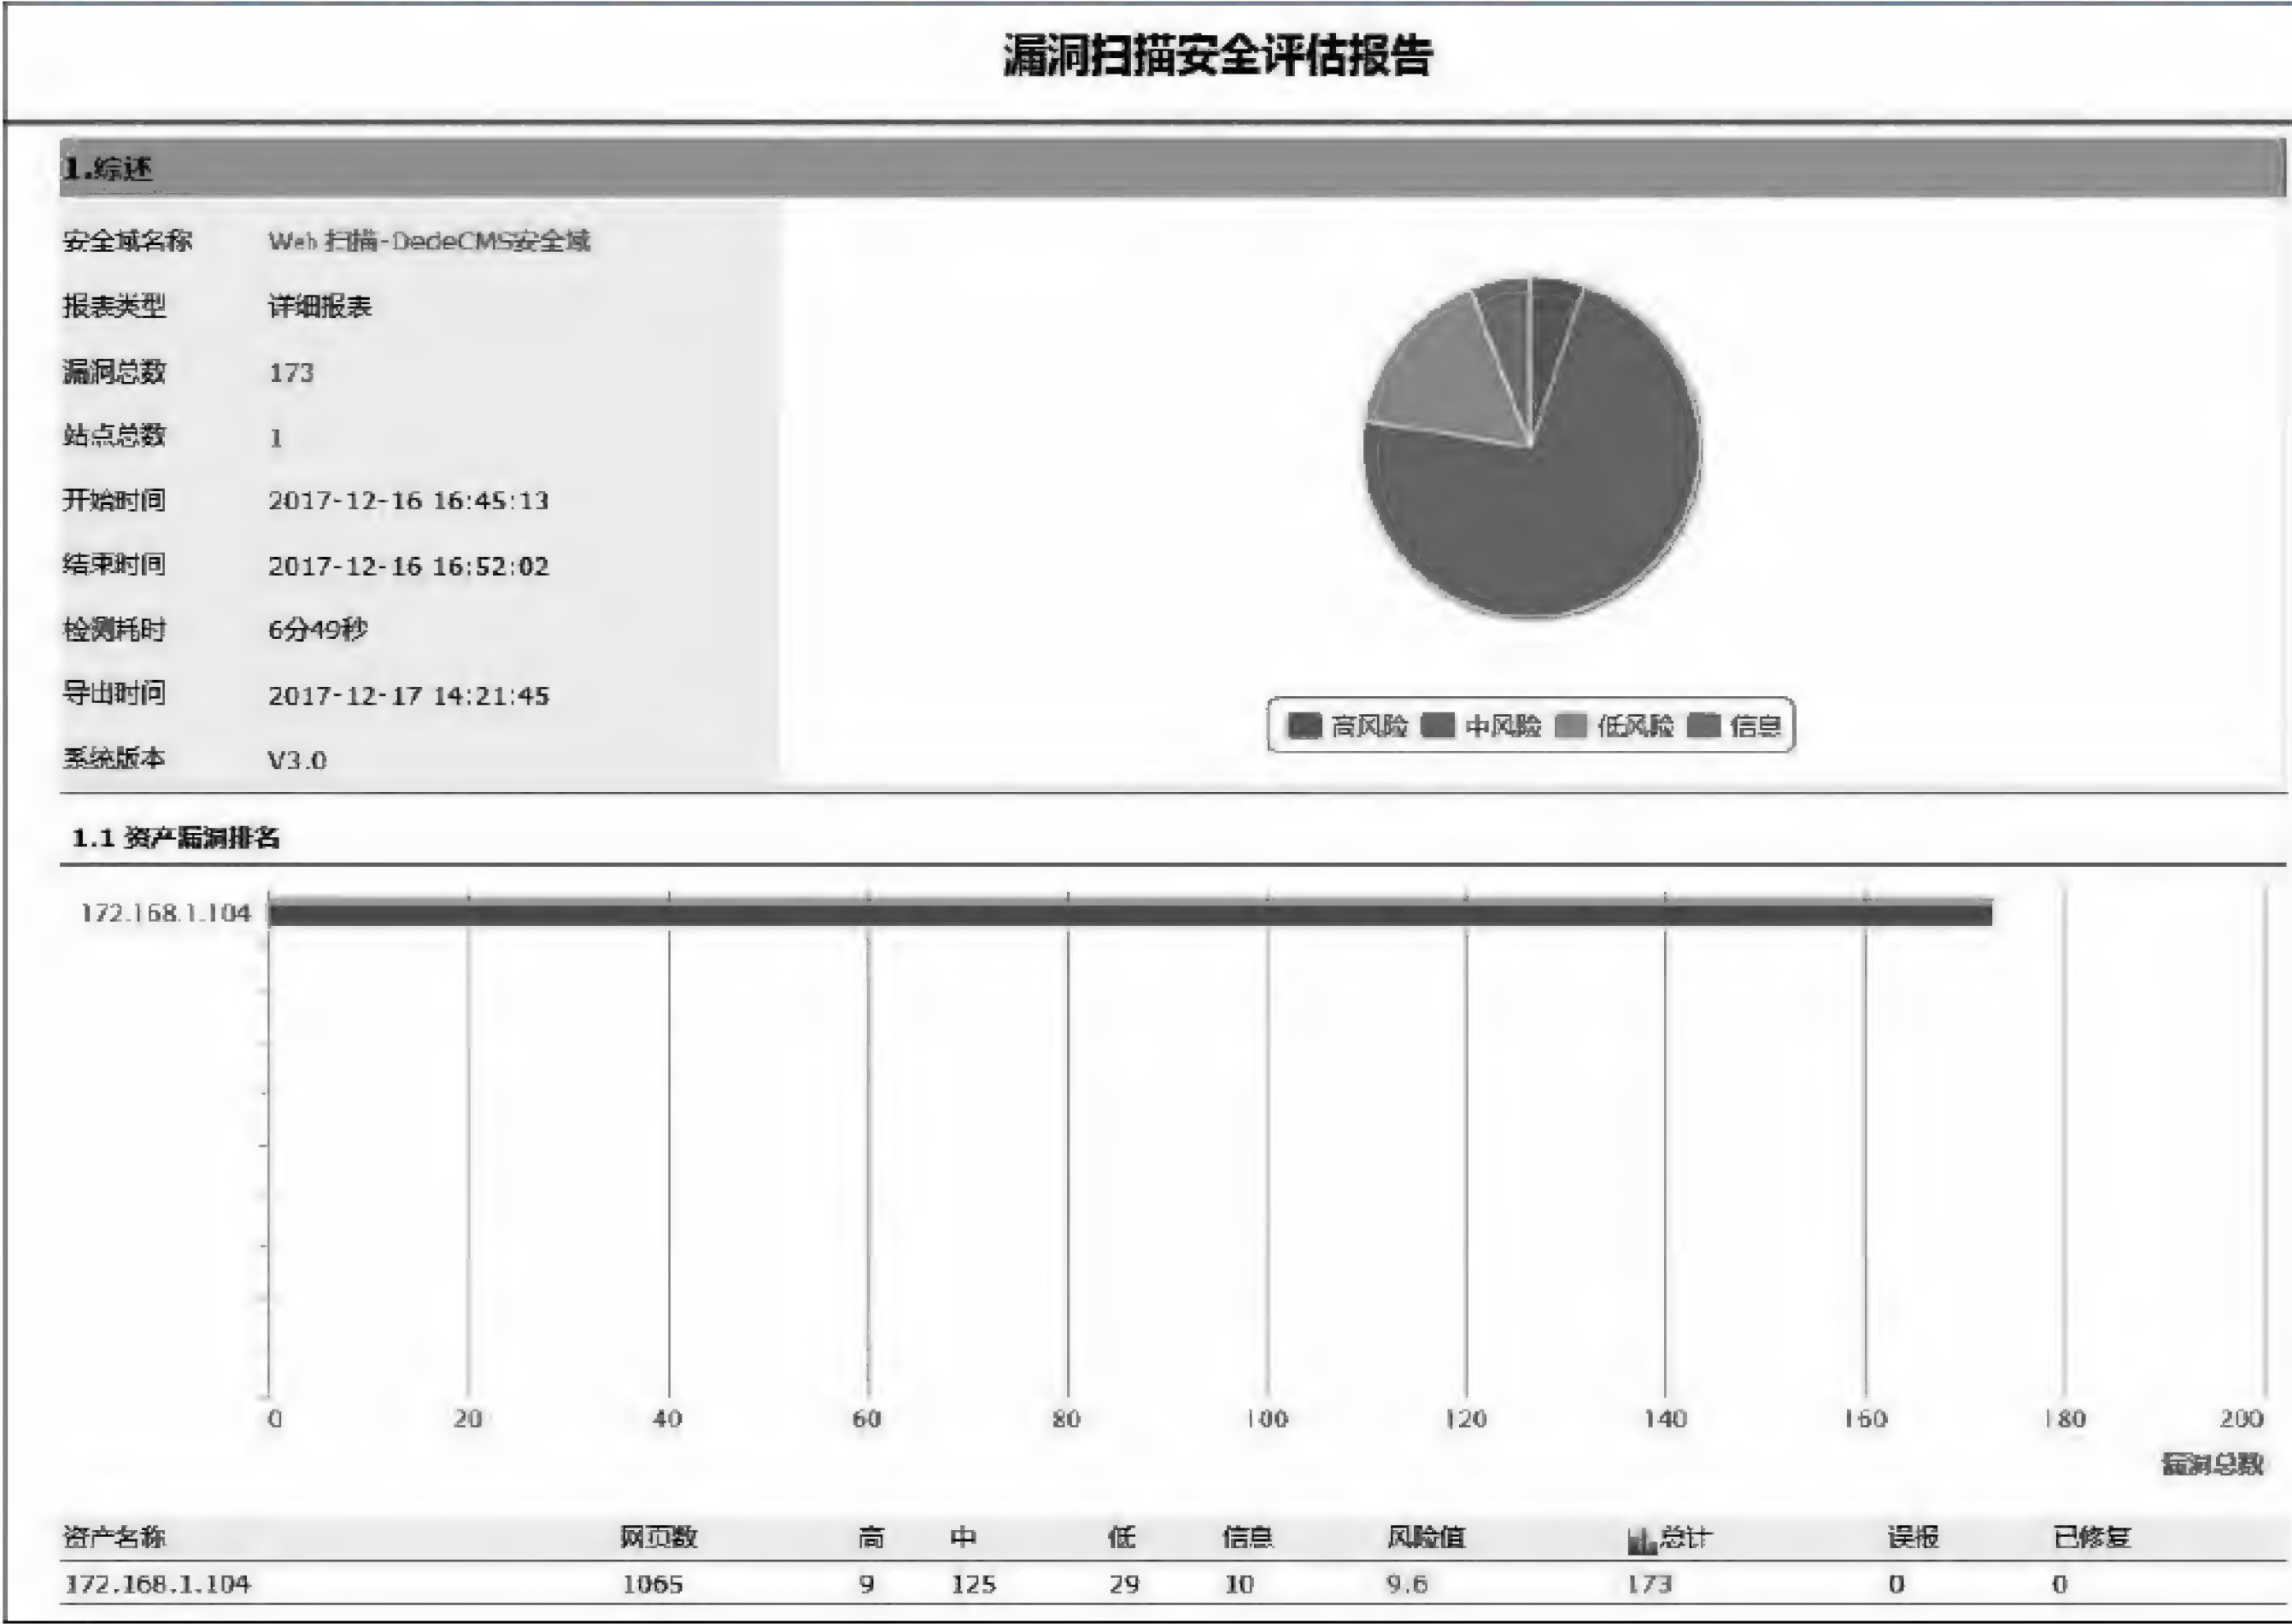 漏洞扫描安全评估报告
1.综述
安全域名称 Web 扫描-DedeCMS安全域
报表类型 详细报表
漏洞总数 173
站点总数 1
开始时间 2017-12-16 16:45:13
结束时间 2017-12-16 16:52:02
检测耗时 6分49秒
导出时间 2017-12-17 14:21:45
系统版本 V3.0
高风险 中风险 低风险 信息
1.1 资产漏洞排名
172.168.1.104
0 20 40 60 80 100 120 140 160 180 200
漏洞总数
资产名称 网页数 高 中 低 信息 风险值 总计 误报 已修复
172.168.1.104 1065 9 125 29 10 9.6 173 0 0